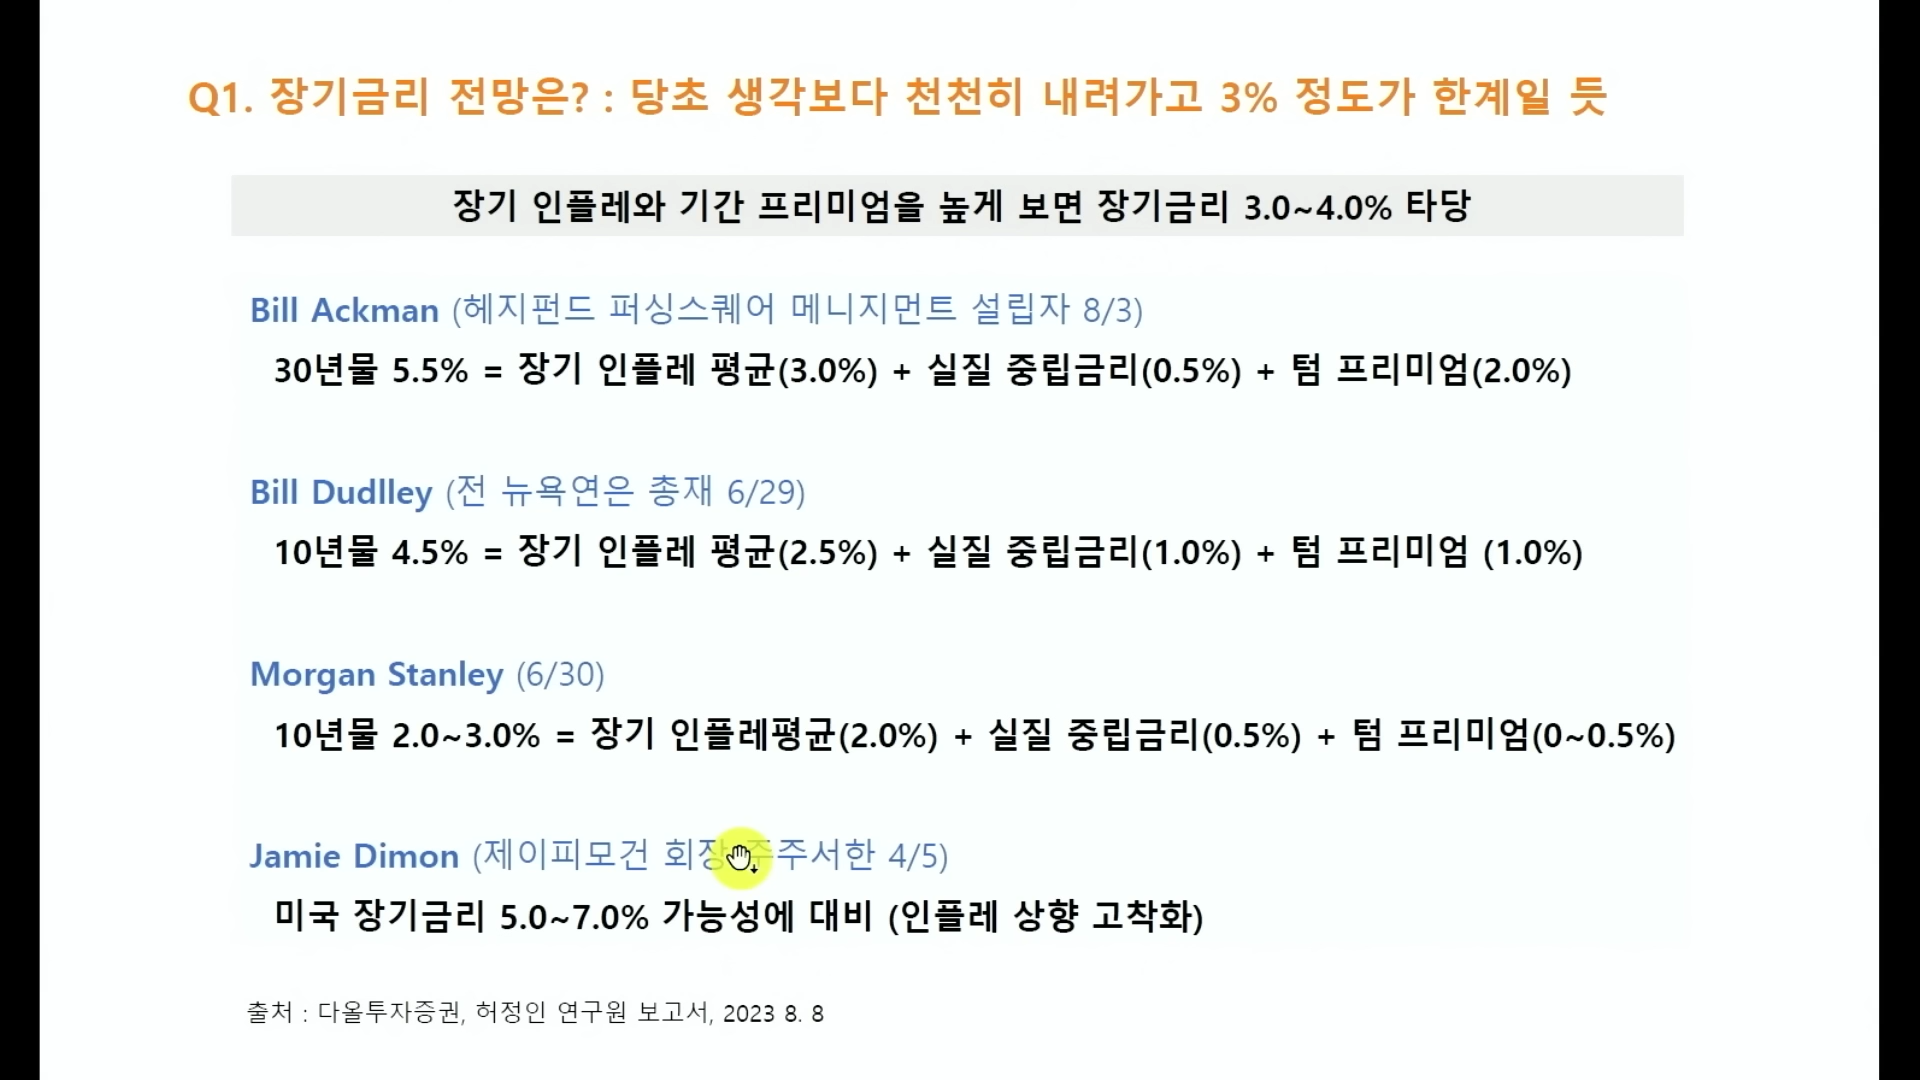 Q1. 장기금리 전망은? : 당초 생각보다 천천히 내려가고 3% 정도가 한계일 듯
장기 인플레와 기간 프리미엄을 높게 보면 장기금리 3.0~4.0% 타당
Bill Ackman (헤지펀드 퍼싱스퀘어 메니지먼트 설립자 8/3)
30년물 5.5% = 장기 인플레 평균(3.0%) + 실질 중립금리(0.5%) + 텀 프리미엄(2.0%)
Bill Dudlley (전 뉴욕연은 총재 6/29)
10년물 4.5% = 장기 인플레 평균(2.5%) + 실질 중립금리(1.0%) + 텀 프리미엄 (1.0%)
Morgan Stanley (6/30)
10년물 2.0~3.0% = 장기 인플레평균(2.0%) + 실질 중립금리(0.5%) + 텀 프리미엄(0~0.5%)
Jamie Dimon (제이피모건 회장 주주서한 4/5)
미국 장기금리 5.0~7.0% 가능성에 대비 (인플레 상향 고착화)
출처 : 다올투자증권, 허정인 연구원 보고서, 2023 8. 8